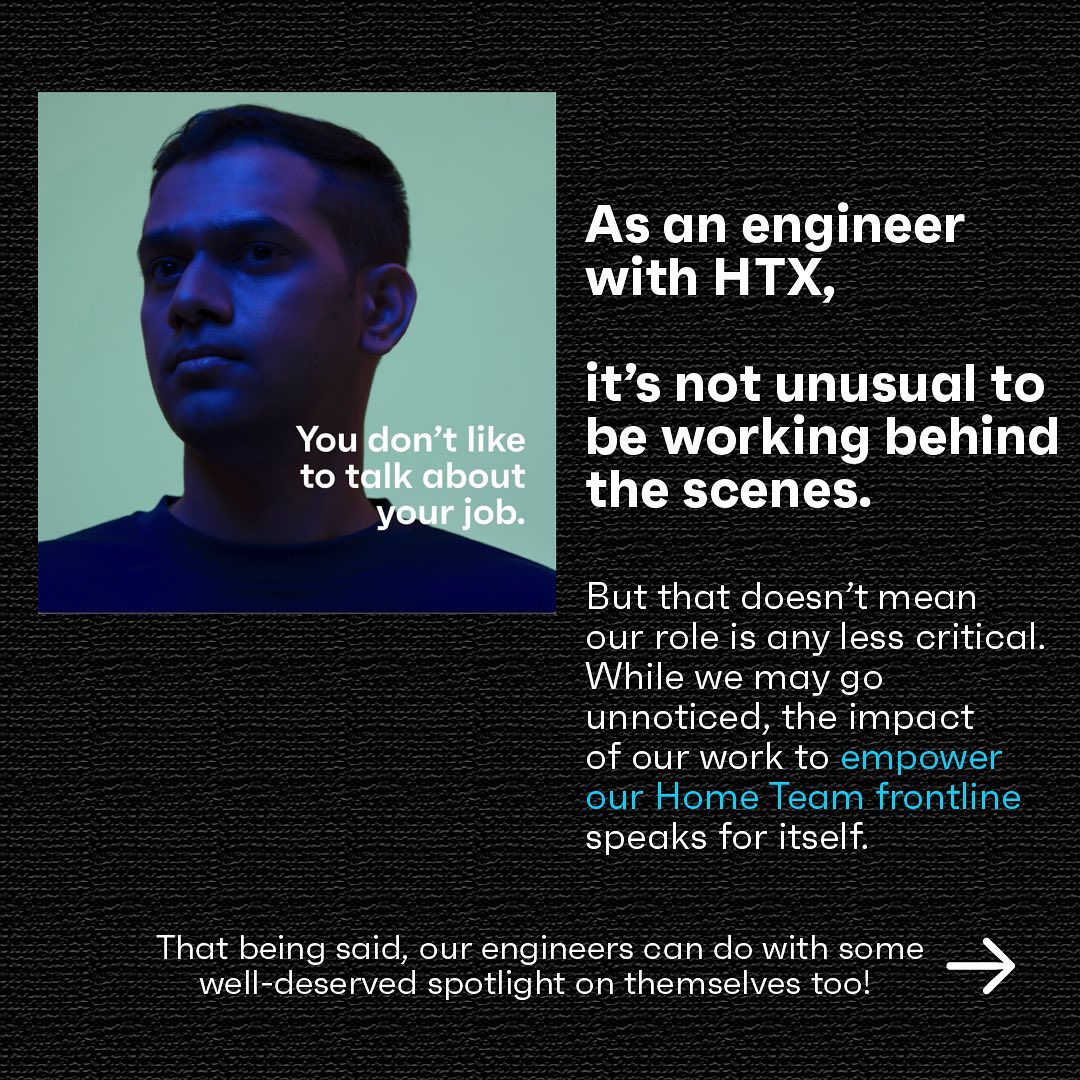 You don’t like
to talk about
your job.
As an engineer
with HTX,
it’s not unusual to
be working behind
the scenes.
But that doesn’t mean
our role is any less critical.
While we may go
unnoticed, the impact
of our work to empower
our Home Team frontline
speaks for itself.
That being said, our engineers can do with some
well-deserved spotlight on themselves too!